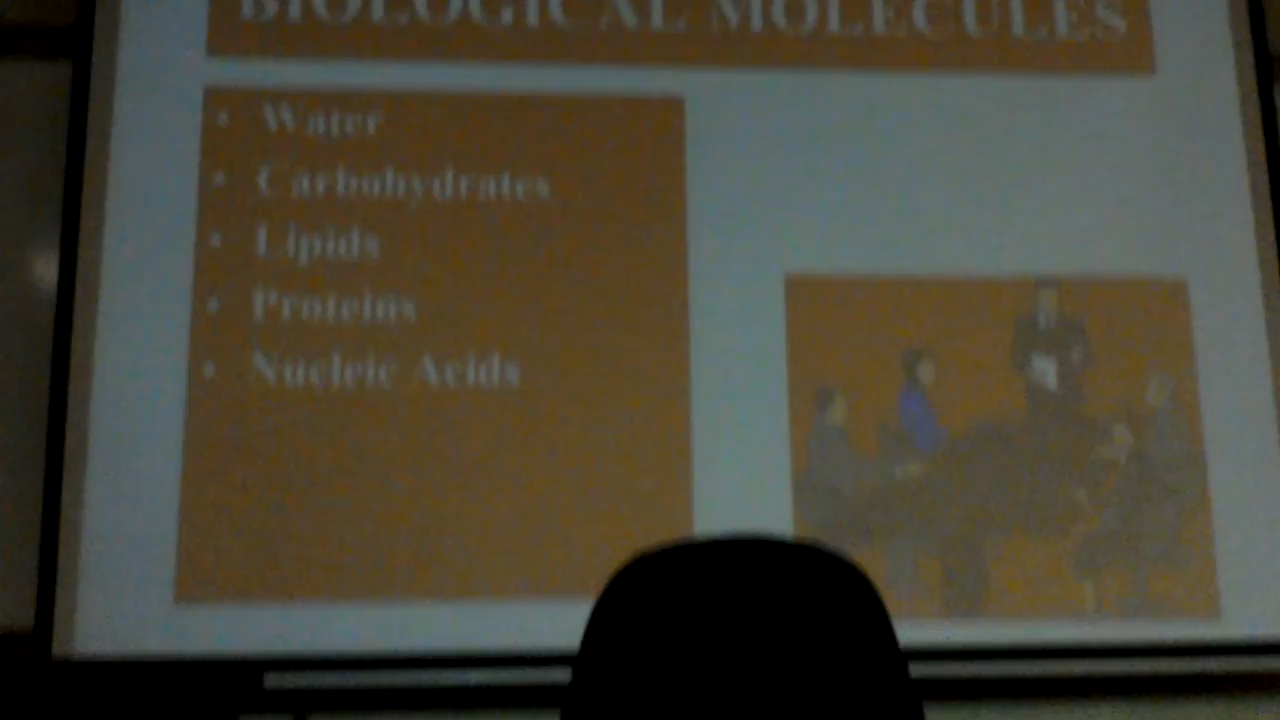 BIOLOGICAL MOLECULES
• Water
• Carbohydrates
• Lipids
• Proteins
• Nucleic Acids